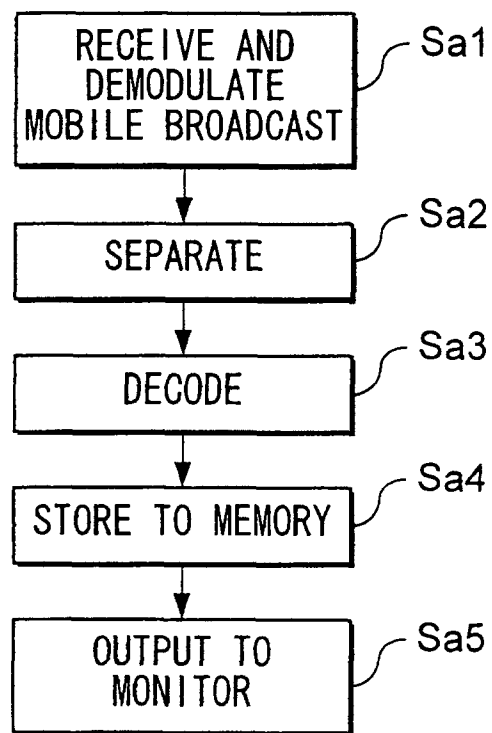 RECEIVE AND
DEMODULATE
MOBILE BROADCAST
Sa1
SEPARATE
Sa2
DECODE
Sa3
STORE TO MEMORY
Sa4
OUTPUT TO
MONITOR
Sa5